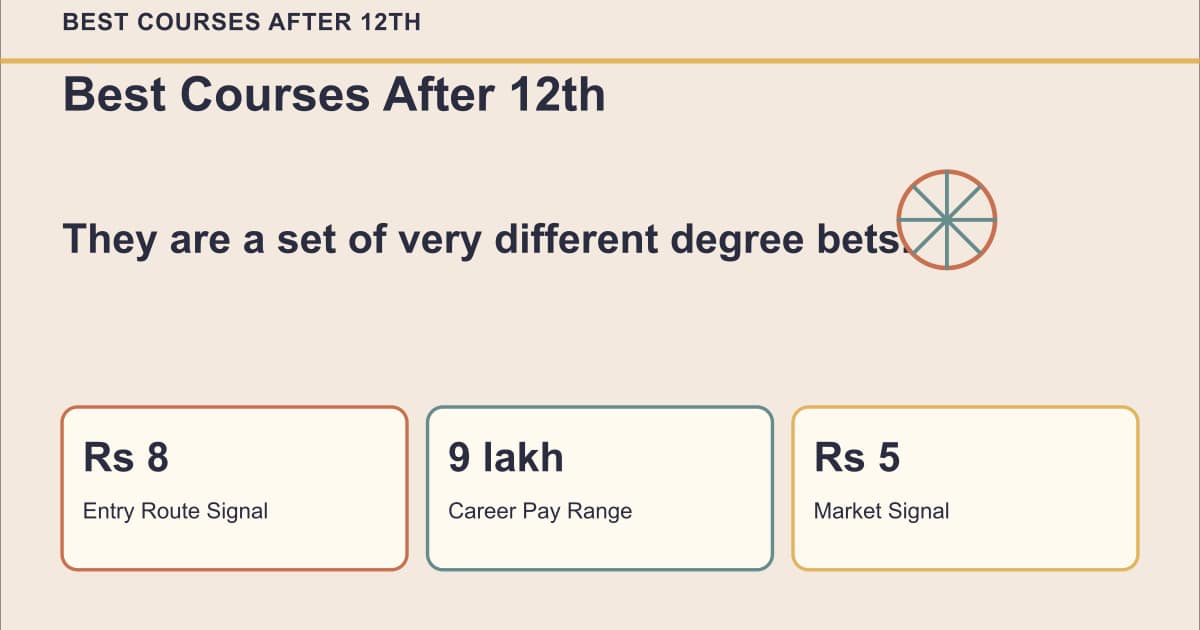 BEST COURSES AFTER 12TH
Best Courses After 12th
They are a set of very different degree bets.
Rs 8
Entry Route Signal
9 lakh
Career Pay Range
Rs 5
Market Signal